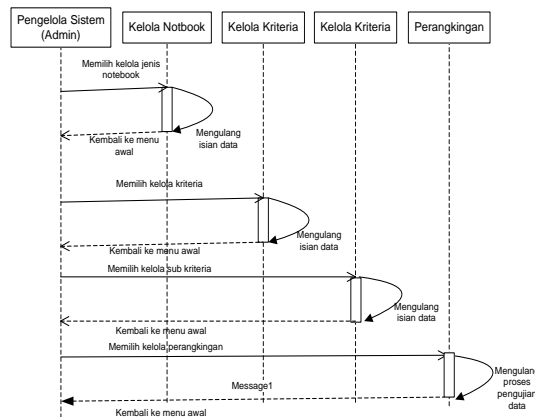 Pengelola Sistem
(Admin)
Kelola Notbook
Kelola Kriteria
Kelola Kriteria
Perangkingan
Memilih kelola jenis
notebook
Mengulang
isian data
Kembali ke menu
awal
Memilih kelola kriteria
Mengulang
isian data
Kembali ke menu awal
Memilih kelola sub kriteria
Mengulang
isian data
Kembali ke menu awal
Memilih kelola perangkingan
Mengulang
proses
pengujian
data
Message1
Kembali ke menu awal